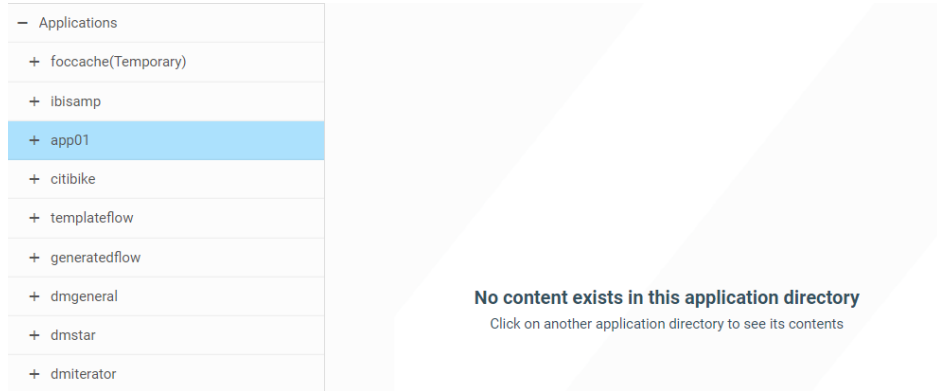 Applications
foccache(Temporary)
ibisamp
app01
citibike
templateflow
generatedflow
dmgeneral
dmstar
dmiterator
No content exists in this application directory
Click on another application directory to see its contents